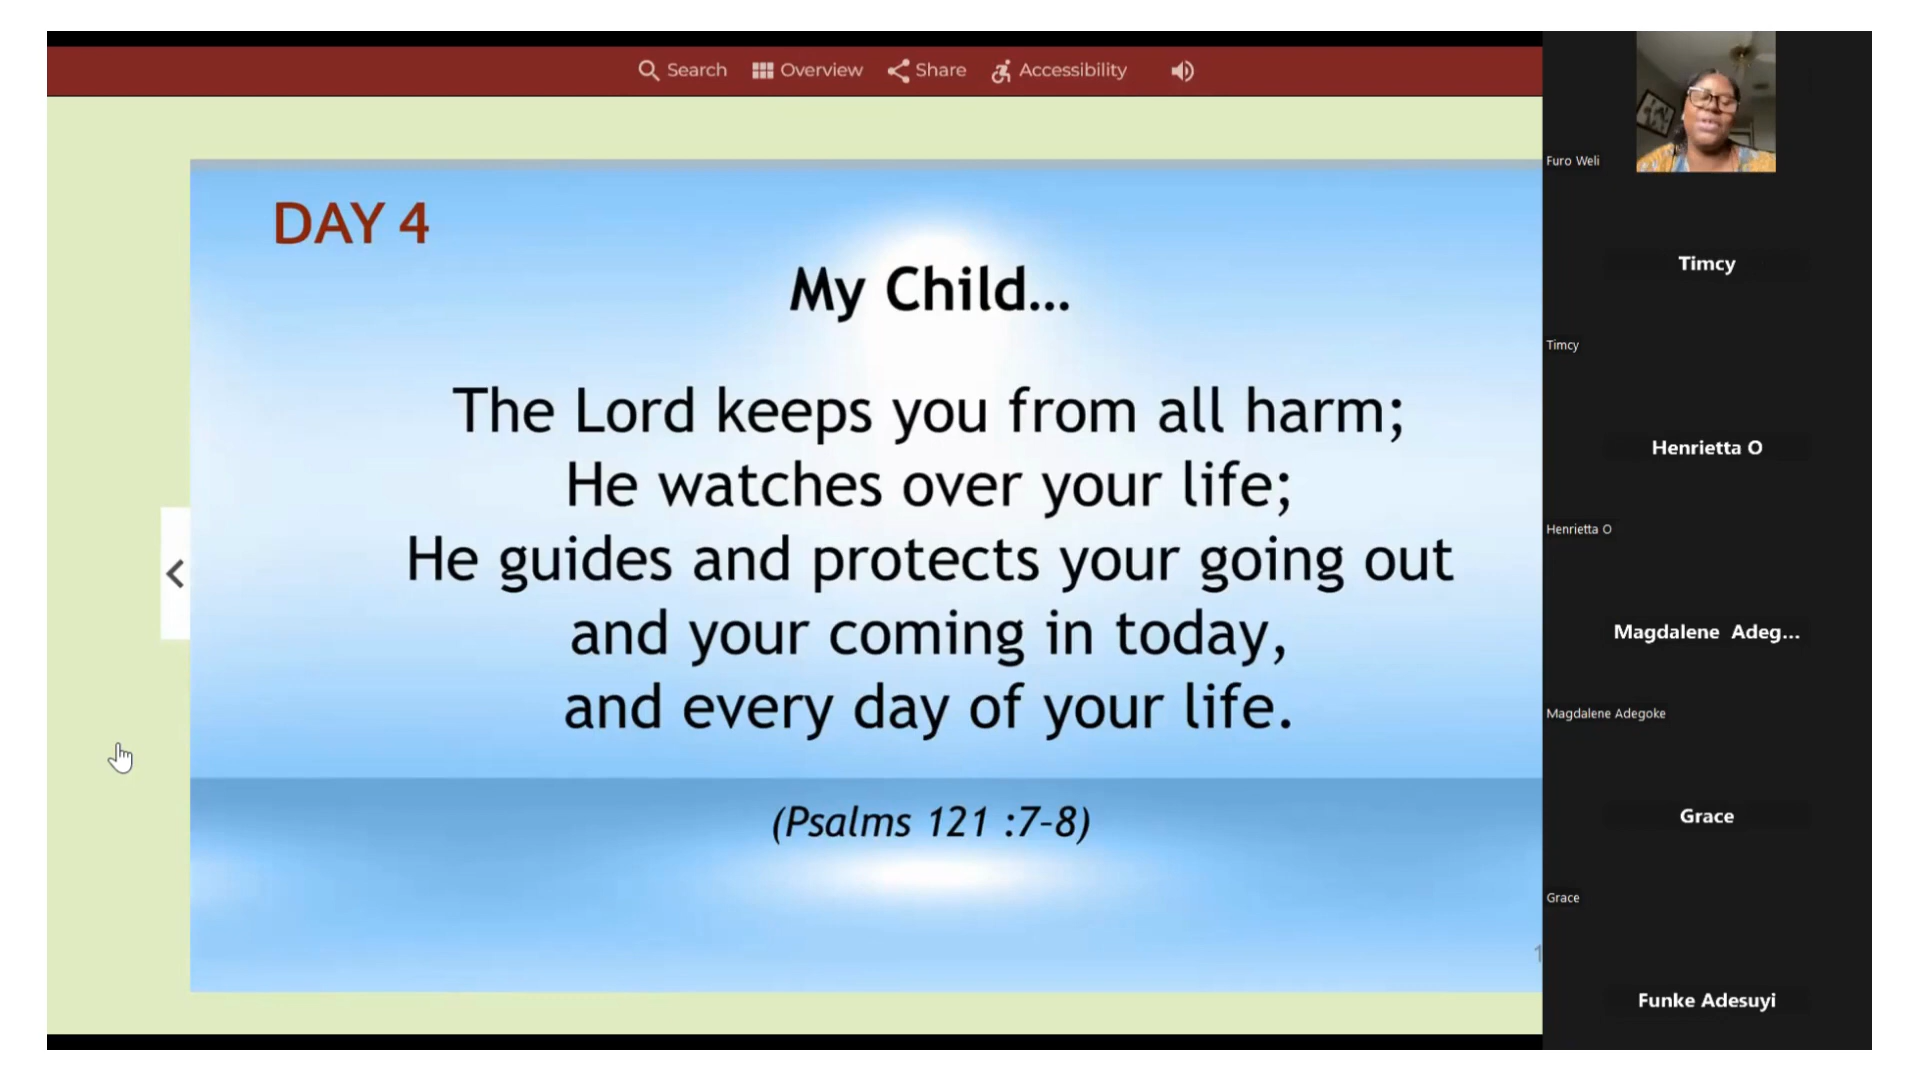 Search Overview Share Accessibility
DAY 4
My Child...
The Lord keeps you from all harm;
He watches over your life;
He guides and protects your going out
and your coming in today,
and every day of your life.
(Psalms 121 :7-8)
1
Furo Weli
Timcy
Timcy
Henrietta O
Henrietta O
Magdalene Adeg...
Magdalene Adegoke
Grace
Grace
Funke Adesuyi